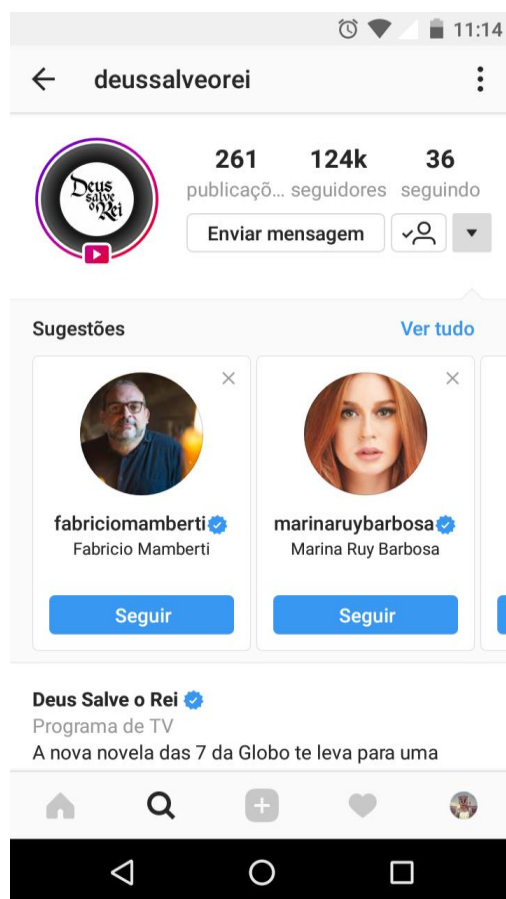 11:14
deussalveorei
Deus
salve
o Rei
261 124k 36
publicaçõ... seguidores seguindo
Enviar mensagem
Sugestões Ver tudo
fabriciomamberti marinaruybarbosa
Fabricio Mamberti Marina Ruy Barbosa
Seguir Seguir
Deus Salve o Rei
Programa de TV
A nova novela das 7 da Globo te leva para uma